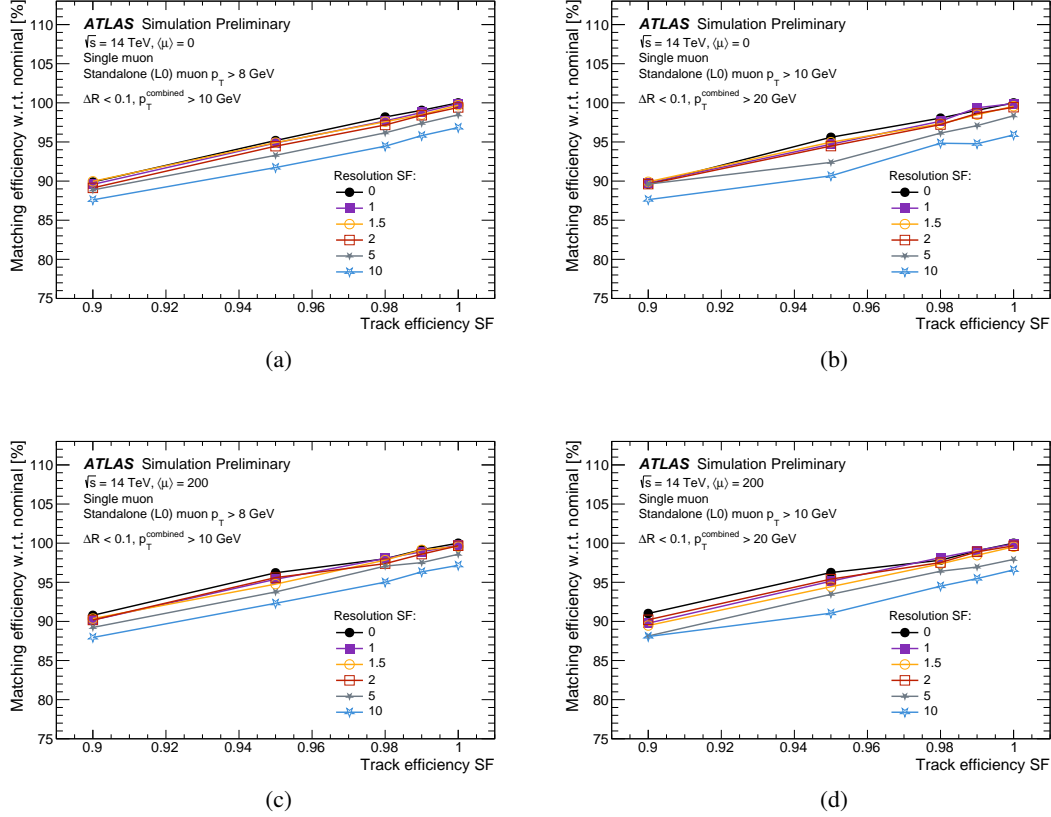 Matching efficiency w.r.t. nominal [%]
110
105
100
95
90
85
80
75
ATLAS Simulation Preliminary
√s = 14 TeV, ⟨μ⟩ = 0
Single muon
Standalone (L0) muon p_T > 8 GeV
ΔR < 0.1, p_T^combined > 10 GeV
Resolution SF:
0
1
1.5
2
5
10
0.9 0.92 0.94 0.96 0.98 1
Track efficiency SF
(a)
Matching efficiency w.r.t. nominal [%]
110
105
100
95
90
85
80
75
ATLAS Simulation Preliminary
√s = 14 TeV, ⟨μ⟩ = 0
Single muon
Standalone (L0) muon p_T > 10 GeV
ΔR < 0.1, p_T^combined > 20 GeV
Resolution SF:
0
1
1.5
2
5
10
0.9 0.92 0.94 0.96 0.98 1
Track efficiency SF
(b)
Matching efficiency w.r.t. nominal [%]
110
105
100
95
90
85
80
75
ATLAS Simulation Preliminary
√s = 14 TeV, ⟨μ⟩ = 200
Single muon
Standalone (L0) muon p_T > 8 GeV
ΔR < 0.1, p_T^combined > 10 GeV
Resolution SF:
0
1
1.5
2
5
10
0.9 0.92 0.94 0.96 0.98 1
Track efficiency SF
(c)
Matching efficiency w.r.t. nominal [%]
110
105
100
95
90
85
80
75
ATLAS Simulation Preliminary
√s = 14 TeV, ⟨μ⟩ = 200
Single muon
Standalone (L0) muon p_T > 10 GeV
ΔR < 0.1, p_T^combined > 20 GeV
Resolution SF:
0
1
1.5
2
5
10
0.9 0.92 0.94 0.96 0.98 1
Track efficiency SF
(d)